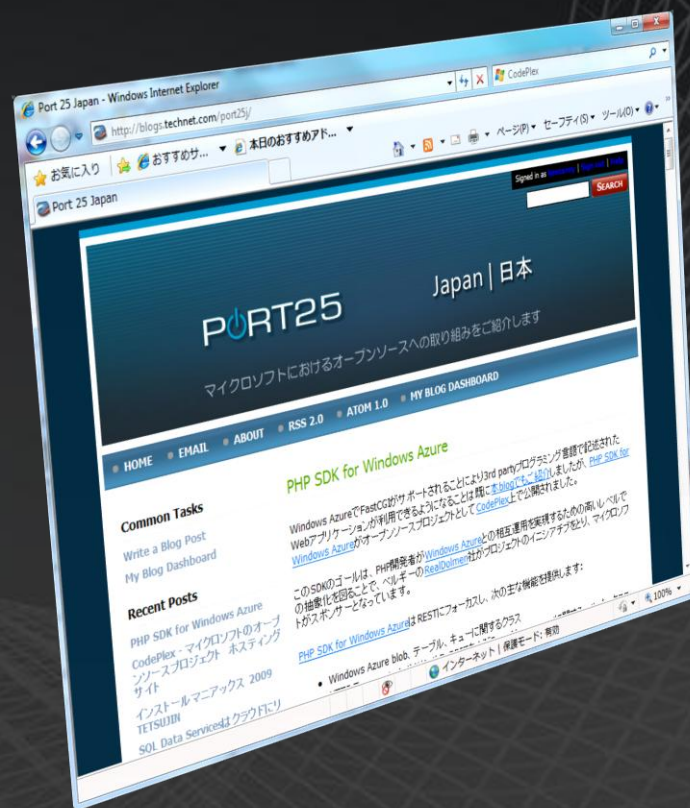 Port 25 Japan - Windows Internet Explorer
http://blogs.technet.com/port25j/
CodePlex
お気に入り
おすすめサ...
本日のおすすめアド...
ページ(P)
セーフティ(S)
ツール(O)
Port 25 Japan
Signed in as
SEARCH
PORT25
Japan | 日本
マイクロソフトにおけるオープンソースへの取り組みをご紹介します
HOME
EMAIL
ABOUT
RSS 2.0
ATOM 1.0
MY BLOG DASHBOARD
Common Tasks
Write a Blog Post
My Blog Dashboard
Recent Posts
PHP SDK for Windows Azure
CodePlex - マイクロソフトのオープ
ンソースプロジェクト ホスティング
サイト
インストールマニアックス 2009
TETSUJIN
SQL Data Servicesはクラウドにリ
PHP SDK for Windows Azure
Windows AzureでFastCGIがサポートされることにより3rd partyプログラミング言語で記述された
Webアプリケーションが利用できるようになることは既に本blogでもご紹介しましたが、PHP SDK for
Windows Azureがオープンソースプロジェクトとして CodePlex上で公開されました。
このSDKのゴールは、PHP開発者がWindows Azureとの相互運用を実現するための高いレベルで
の抽象化を図ることで、ベルギーの RealDolmen社がプロジェクトのイニシアチブをとり、マイクロソフ
トがスポンサーとなっています。
PHP SDK for Windows Azureは RESTにフォーカスし、次の主な機能を提供します：
Windows Azure blob、テーブル、キューに関するクラス
インターネット | 保護モード: 有効
100%